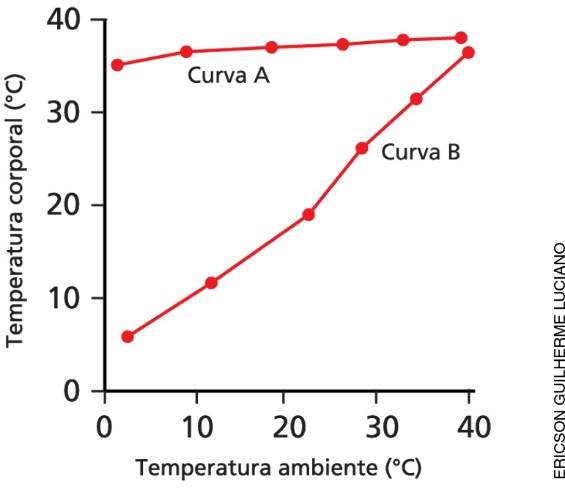 40
30
20
10
0
Temperatura corporal (°C)
Curva A
Curva B
0 10 20 30 40
Temperatura ambiente (°C)
ERICSON GUILHERME LUCIANO